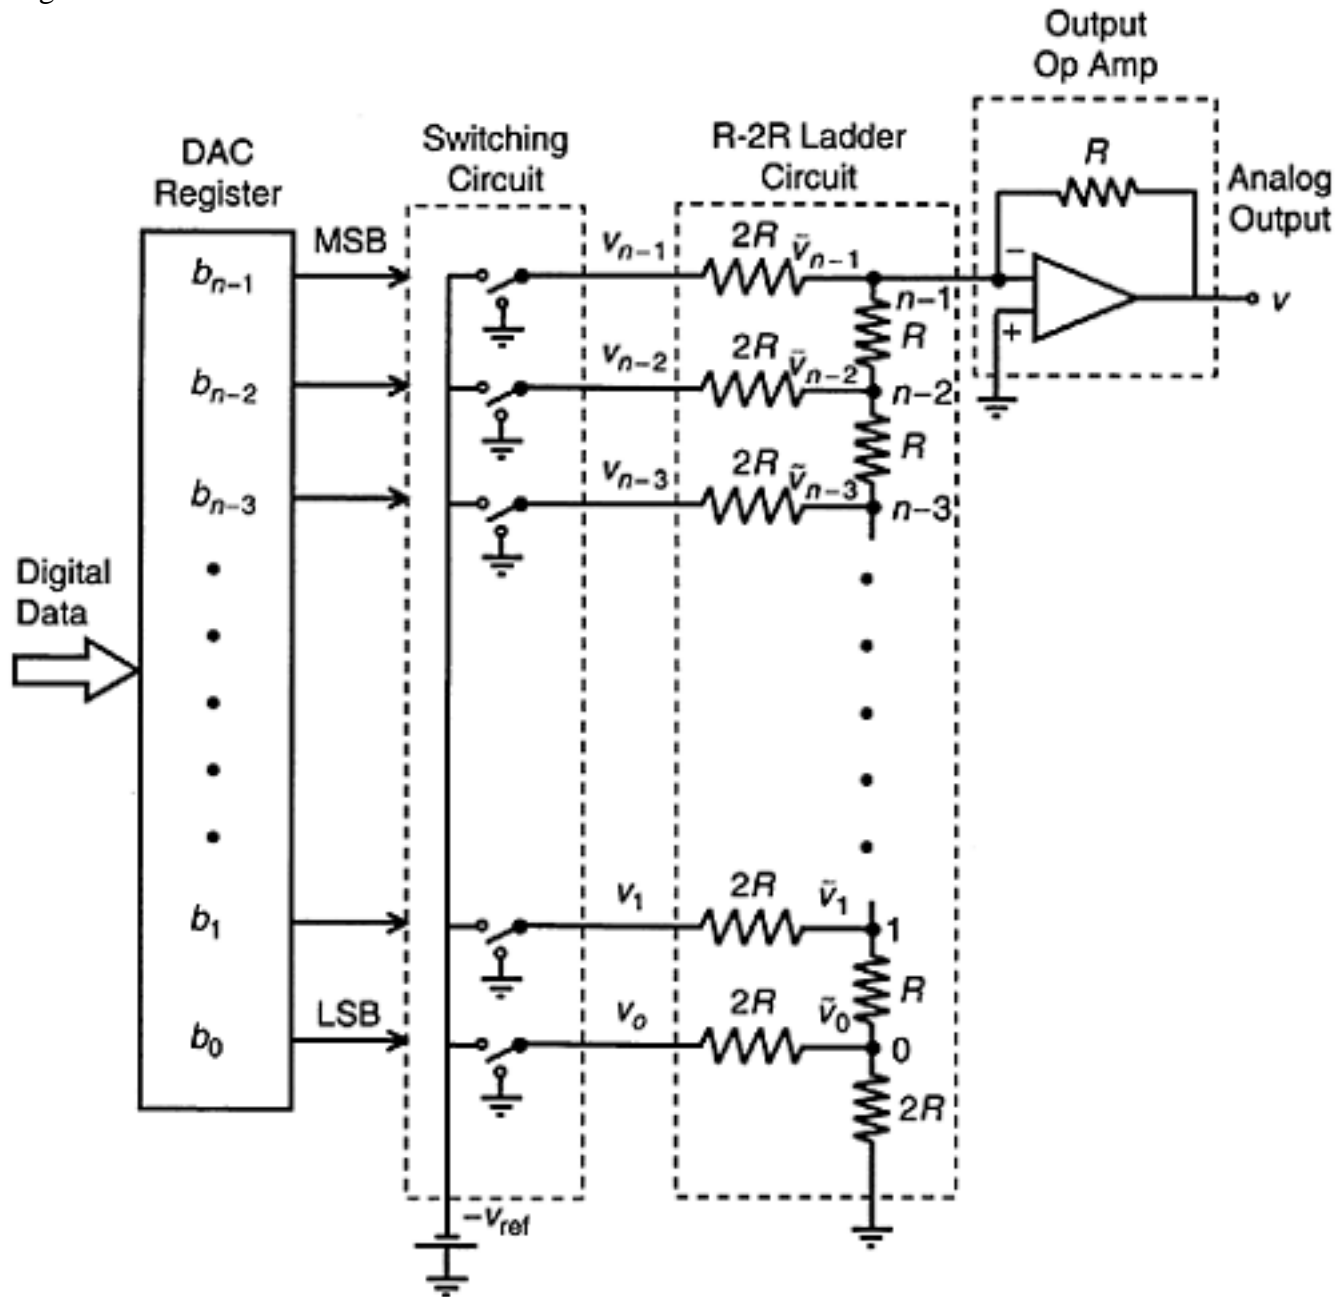 Output
Op Amp
Switching
Circuit
R-2R Ladder
Circuit
DAC
Register
R
Analog
Output
MSB
b_{n-1}
v_{n-1}
2R
ṽ_{n-1}
n-1
−
+
v
R
b_{n-2}
v_{n-2}
2R
ṽ_{n-2}
n-2
R
b_{n-3}
v_{n-3}
2R
ṽ_{n-3}
n-3
Digital
Data
b_1
v_1
2R
ṽ_1
1
R
LSB
b_0
v_o
2R
ṽ_0
0
2R
-v_{ref}